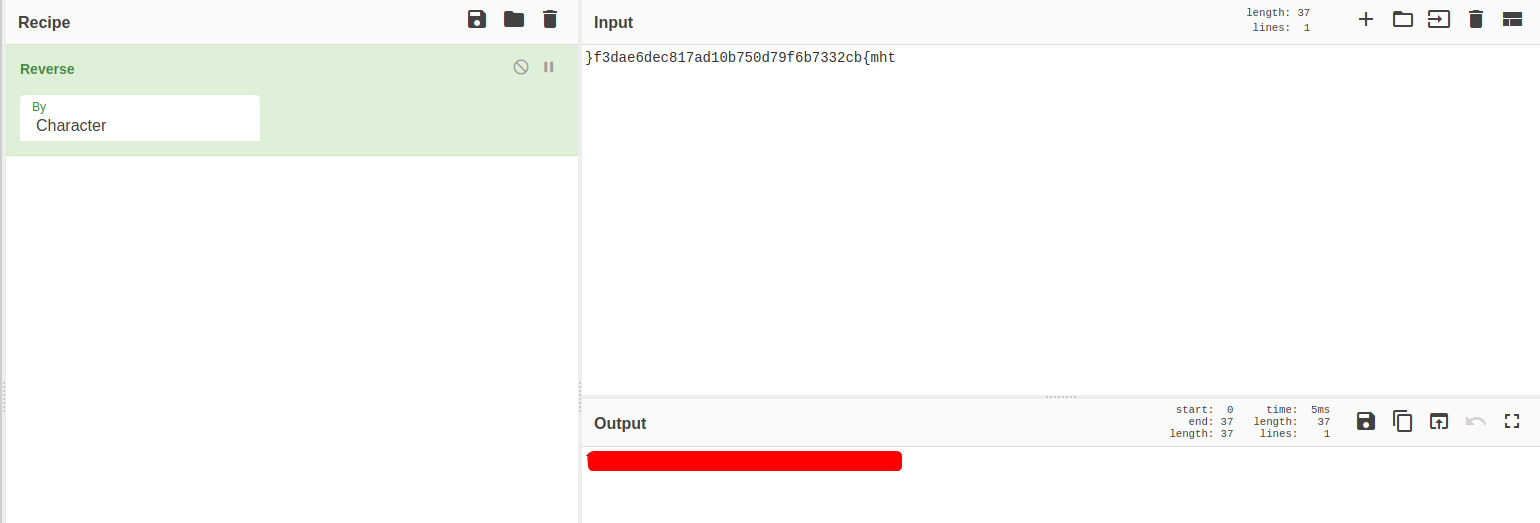 Recipe
Reverse
By
Character
Input
length: 37
lines: 1
}f3dae6dec817ad10b750d79f6b7332cb{mht
Output
start: 0 time: 5ms
end: 37 length: 37
length: 37 lines: 1